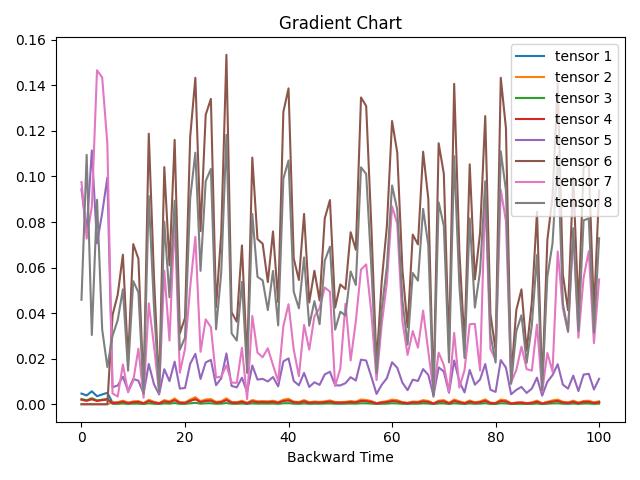 Gradient Chart
0.16
0.14
0.12
0.10
0.08
0.06
0.04
0.02
0.00
tensor 1
tensor 2
tensor 3
tensor 4
tensor 5
tensor 6
tensor 7
tensor 8
0 20 40 60 80 100
Backward Time